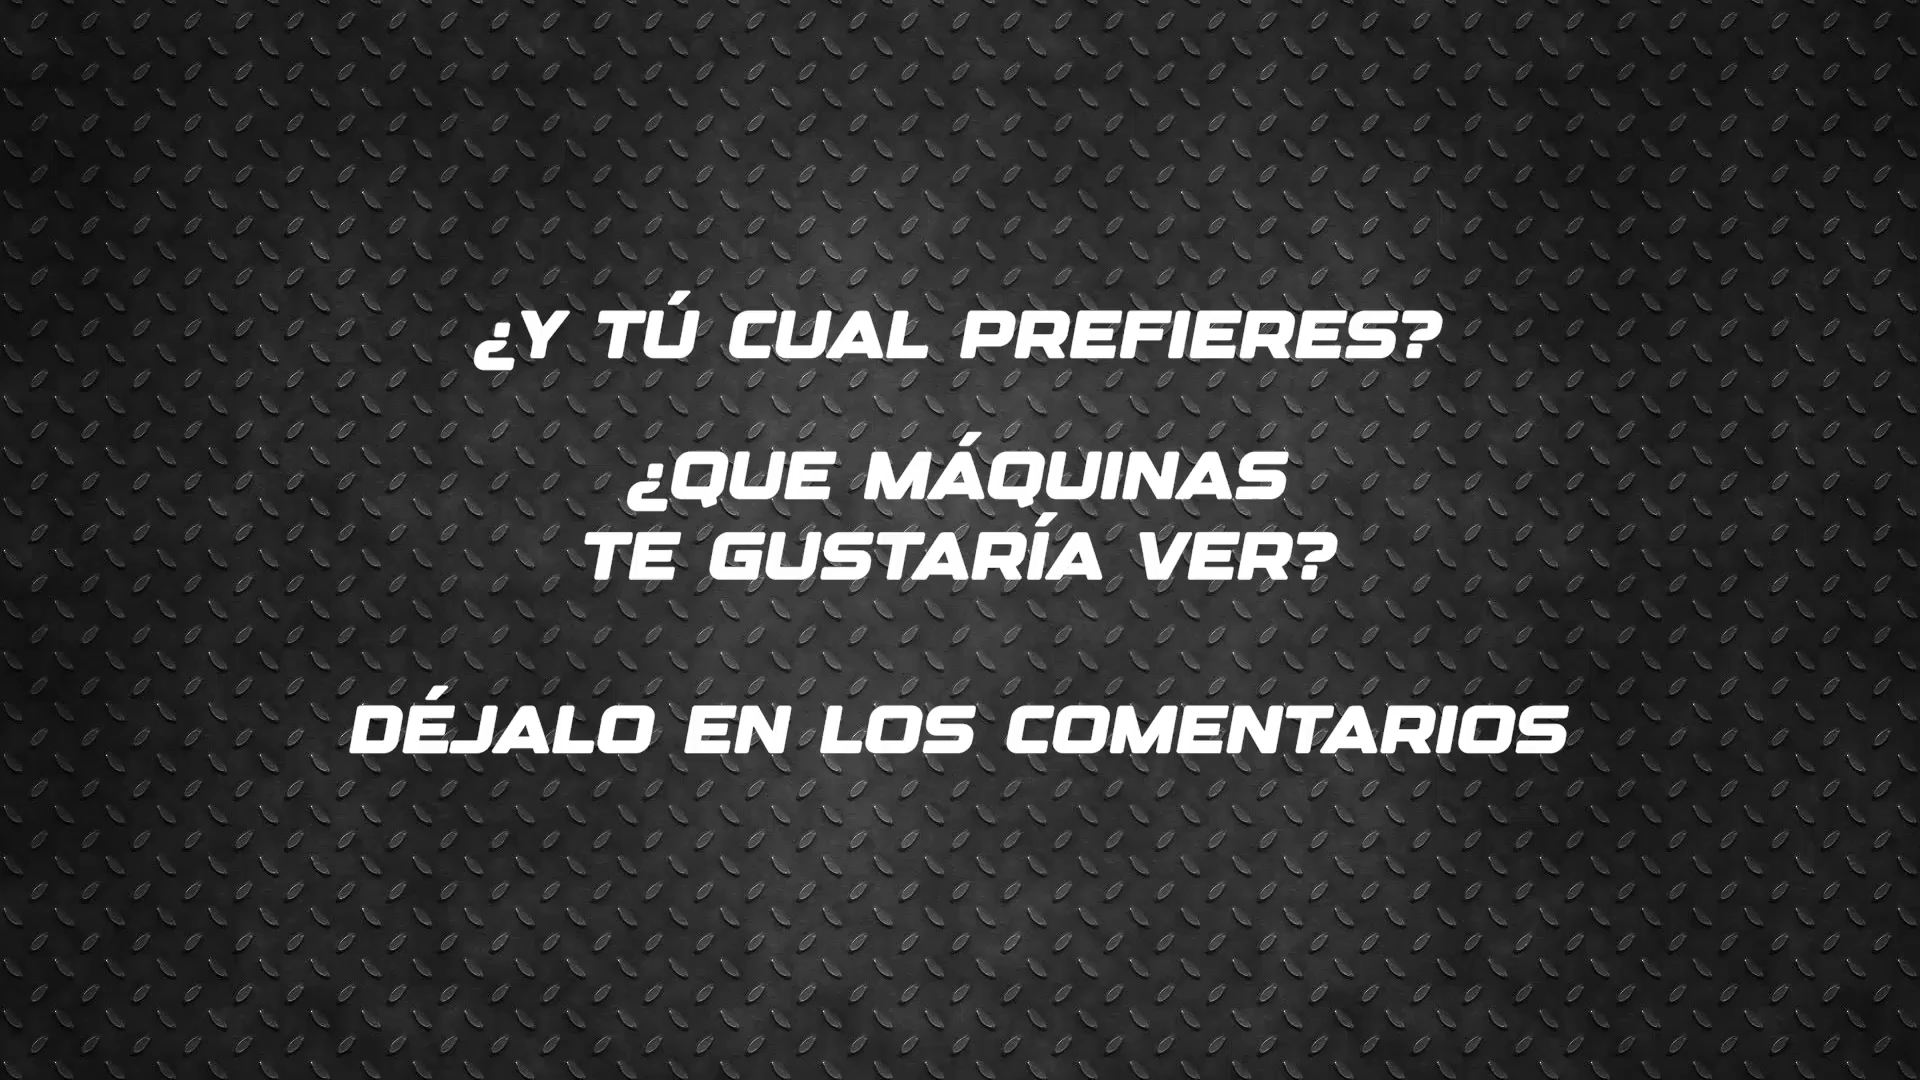 ¿Y TÚ CUAL PREFIERES?
¿QUE MÁQUINAS
TE GUSTARÍA VER?
DÉJALO EN LOS COMENTARIOS